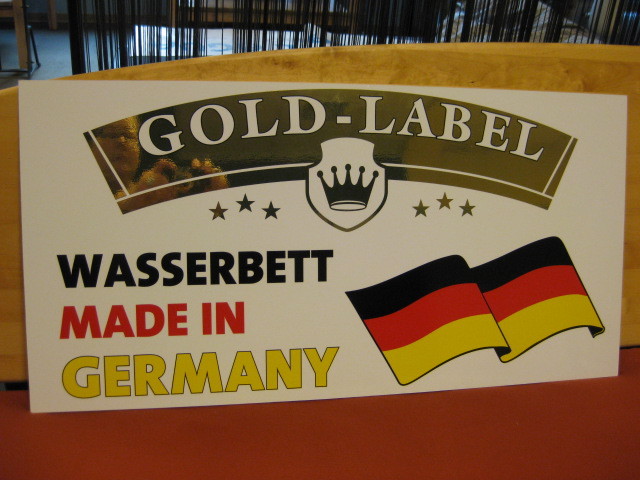 GOLD-LABEL
WASSERBETT
MADE IN
GERMANY